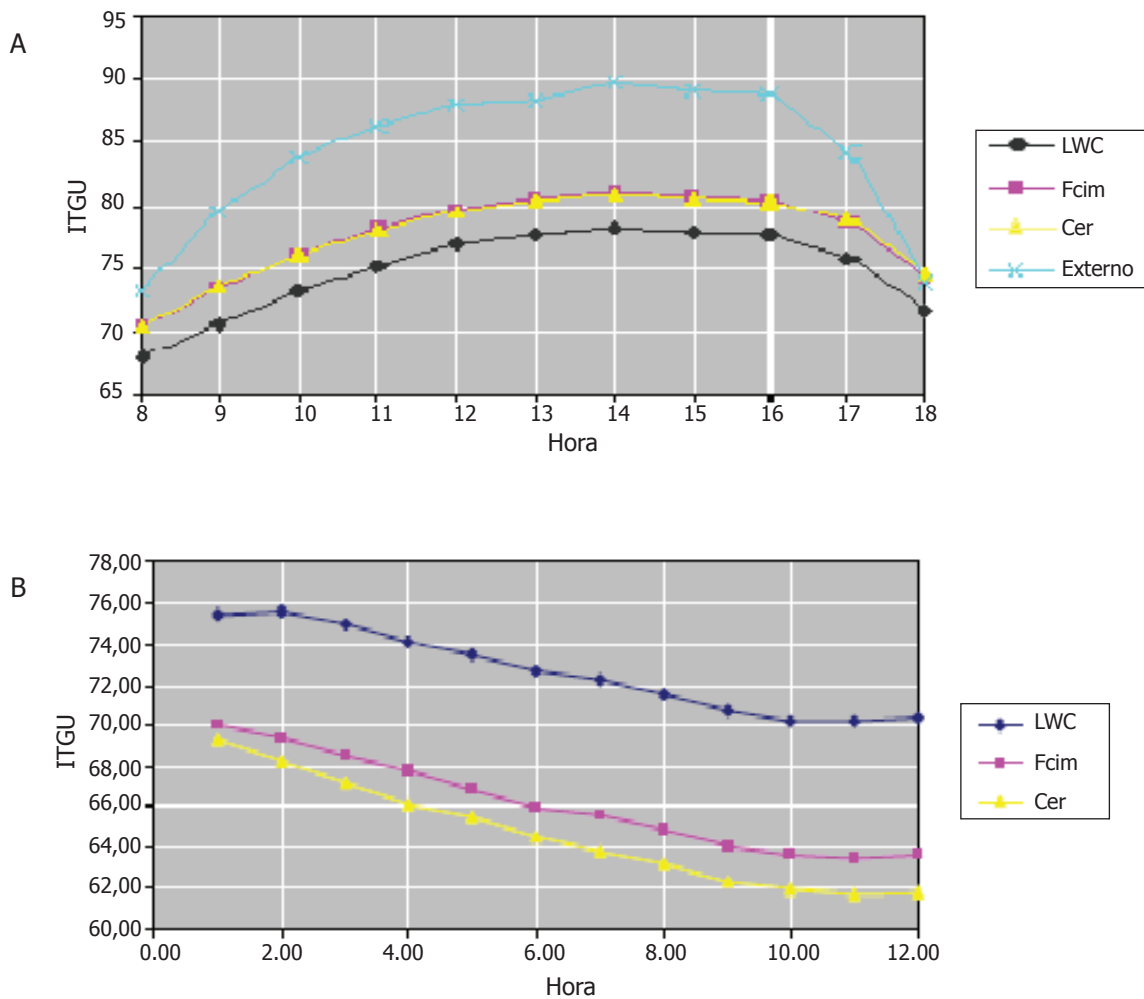 A
95
90
85
80
75
70
65
ITGU
8 9 10 11 12 13 14 15 16 17 18
Hora
LWC
Fcim
Cer
Externo
B
78,00
76,00
74,00
72,00
70,00
68,00
66,00
64,00
62,00
60,00
ITGU
0.00 2.00 4.00 6.00 8.00 10.00 12.00
Hora
LWC
Fcim
Cer